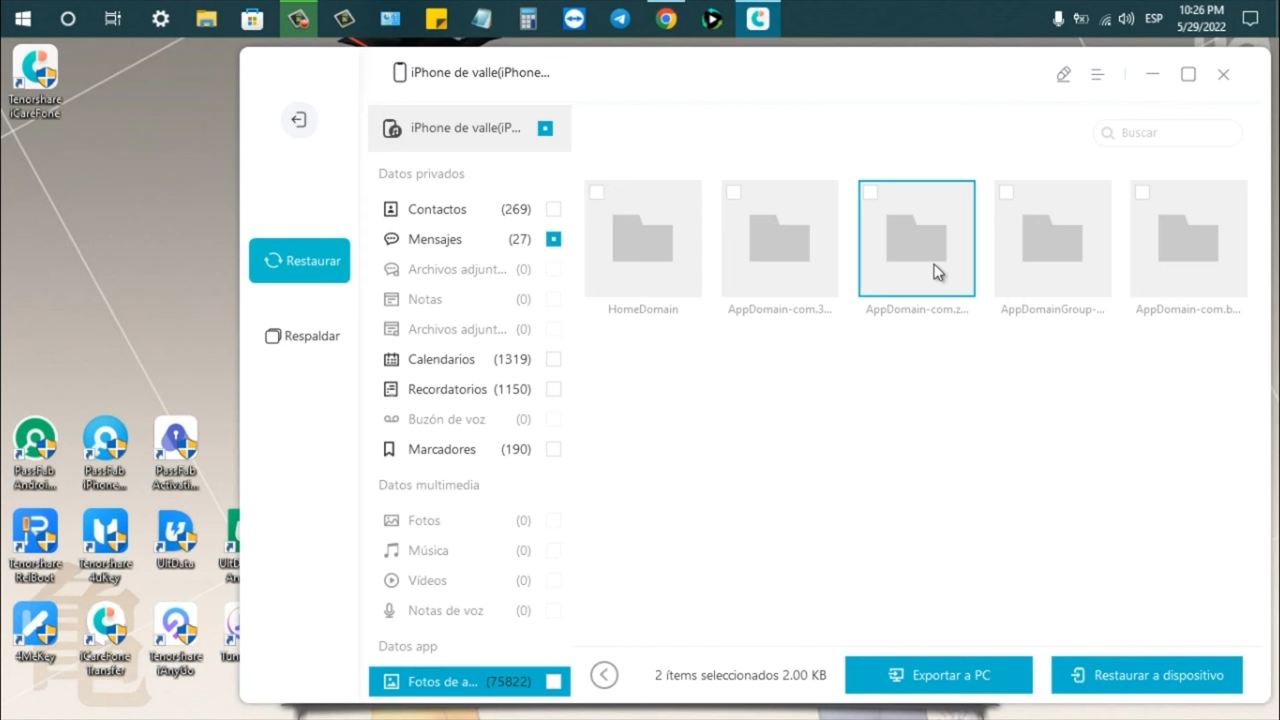 10:26 PM
ESP
5/29/2022
Tenorshare
iCareFone
iPhone de valle(iPhone...
iPhone de valle(iP...
Buscar
Datos privados
Contactos (269)
Mensajes (27)
Archivos adjunt... (0)
Notas (0)
Archivos adjunt... (0)
Calendarios (1319)
Recordatorios (1150)
Buzón de voz (0)
Marcadores (190)
Datos multimedia
Fotos (0)
Música (0)
Vídeos (0)
Notas de voz (0)
Datos app
Fotos de a... (75822)
Restaurar
Respaldar
HomeDomain
AppDomain-com.3...
AppDomain-com.z...
AppDomainGroup-...
AppDomain-com.b...
2 ítems seleccionados 2.00 KB
Exportar a PC
Restaurar a dispositivo
PassFab
Androi...
PassFab
iPhone...
PassFab
Activati...
Tenorshare
ReiBoot
Tenorshare
4uKey
UltData
UltD
An
4MeKey
iCareFone
Transfer
Tenorshare
iAnyGo
Tun